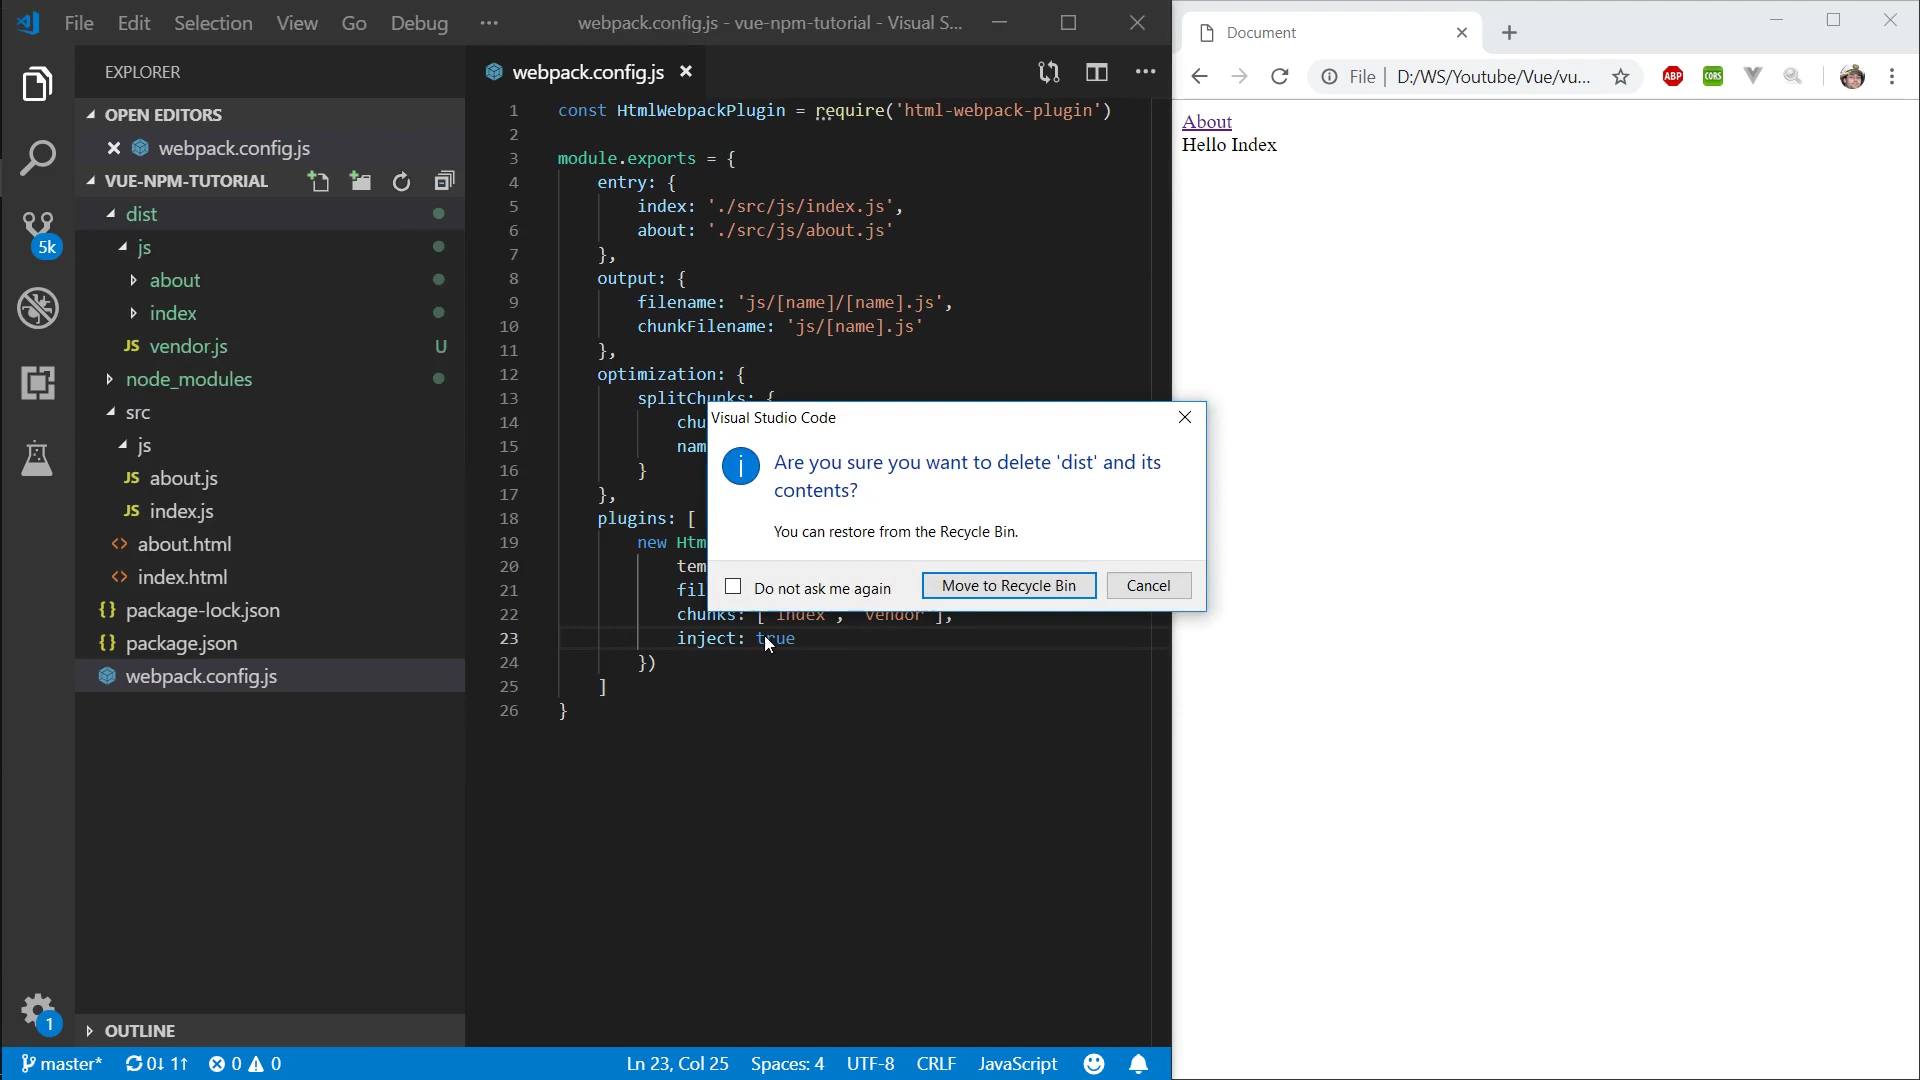 File Edit Selection View Go Debug ··· webpack.config.js - vue-npm-tutorial - Visual S...
EXPLORER
OPEN EDITORS
webpack.config.js
VUE-NPM-TUTORIAL
dist
js
about
index
JS vendor.js U
node_modules
src
js
JS about.js
JS index.js
<> about.html
<> index.html
{} package-lock.json
{} package.json
webpack.config.js
OUTLINE
5k
1
webpack.config.js
1 const HtmlWebpackPlugin = require('html-webpack-plugin')
2
3 module.exports = {
4 entry: {
5 index: './src/js/index.js',
6 about: './src/js/about.js'
7 },
8 output: {
9 filename: 'js/[name]/[name].js',
10 chunkFilename: 'js/[name].js'
11 },
12 optimization: {
13 splitChunks: {
14 chu
15 nam
16 }
17 },
18 plugins: [
19 new Htm
20 tem
21 fil
22 chunks: ['index', 'vendor'],
23 inject: true
24 })
25 ]
26 }
Visual Studio Code
Are you sure you want to delete 'dist' and its
contents?
You can restore from the Recycle Bin.
Do not ask me again Move to Recycle Bin Cancel
master* 0↓ 1↑ 0 0 Ln 23, Col 25 Spaces: 4 UTF-8 CRLF JavaScript
Document
File | D:/WS/Youtube/Vue/vu... ABP CORS
About
Hello Index